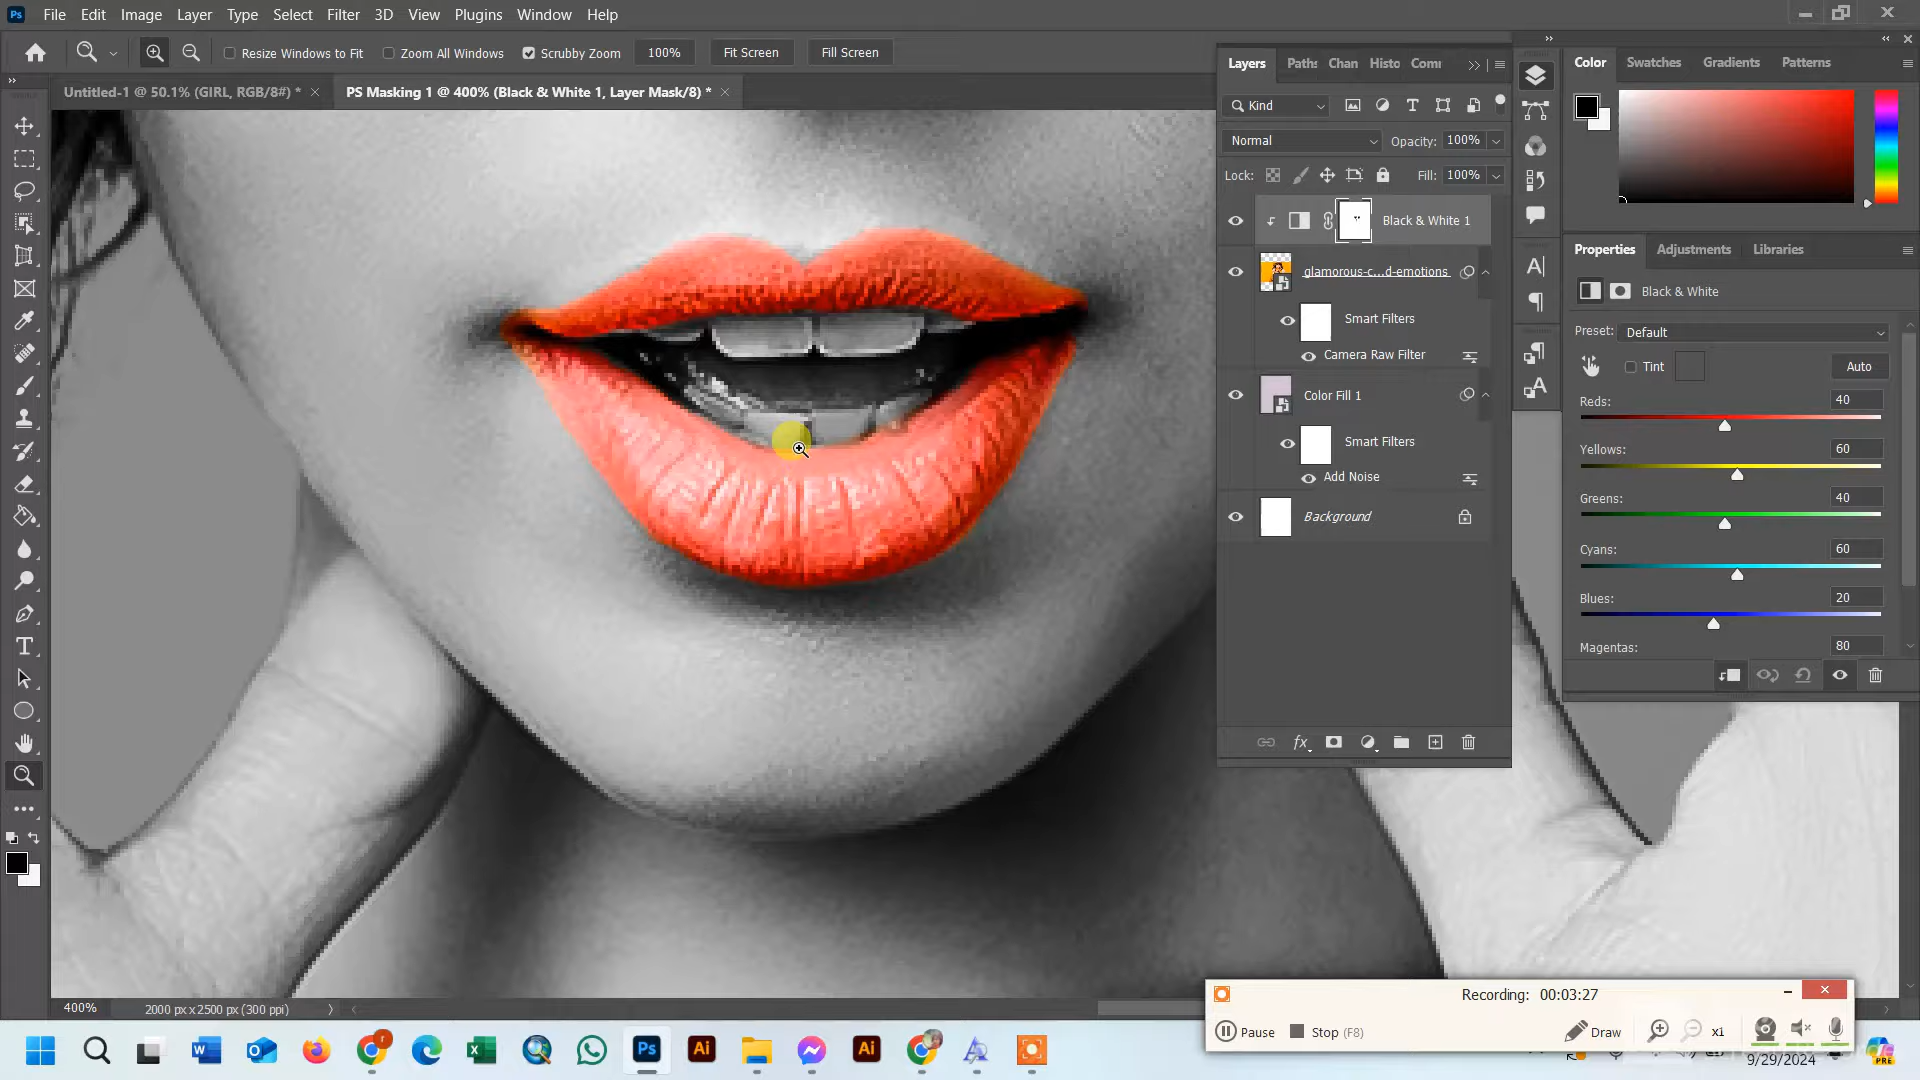 File Edit Image Layer Type Select Filter 3D View Plugins Window Help
Resize Windows to Fit Zoom All Windows Scrubby Zoom 100% Fit Screen Fill Screen
Untitled-1 @ 50.1% (GIRL, RGB/8#) * PS Masking 1 @ 400% (Black & White 1, Layer Mask/8) *
Layers Paths Chan Histo Comm
Kind
Normal Opacity: 100%
Lock: Fill: 100%
Black & White 1
glamorous-c...d-emotions
Smart Filters
Camera Raw Filter
Color Fill 1
Smart Filters
Add Noise
Background
fx
Color Swatches Gradients Patterns
Properties Adjustments Libraries
Black & White
Preset: Default
Tint Auto
Reds: 40
Yellows: 60
Greens: 40
Cyans: 60
Blues: 20
Magentas: 80
400% 2000 px x 2500 px (300 ppi)
Recording: 00:03:27
Pause Stop (F8) Draw x1
9/29/2024